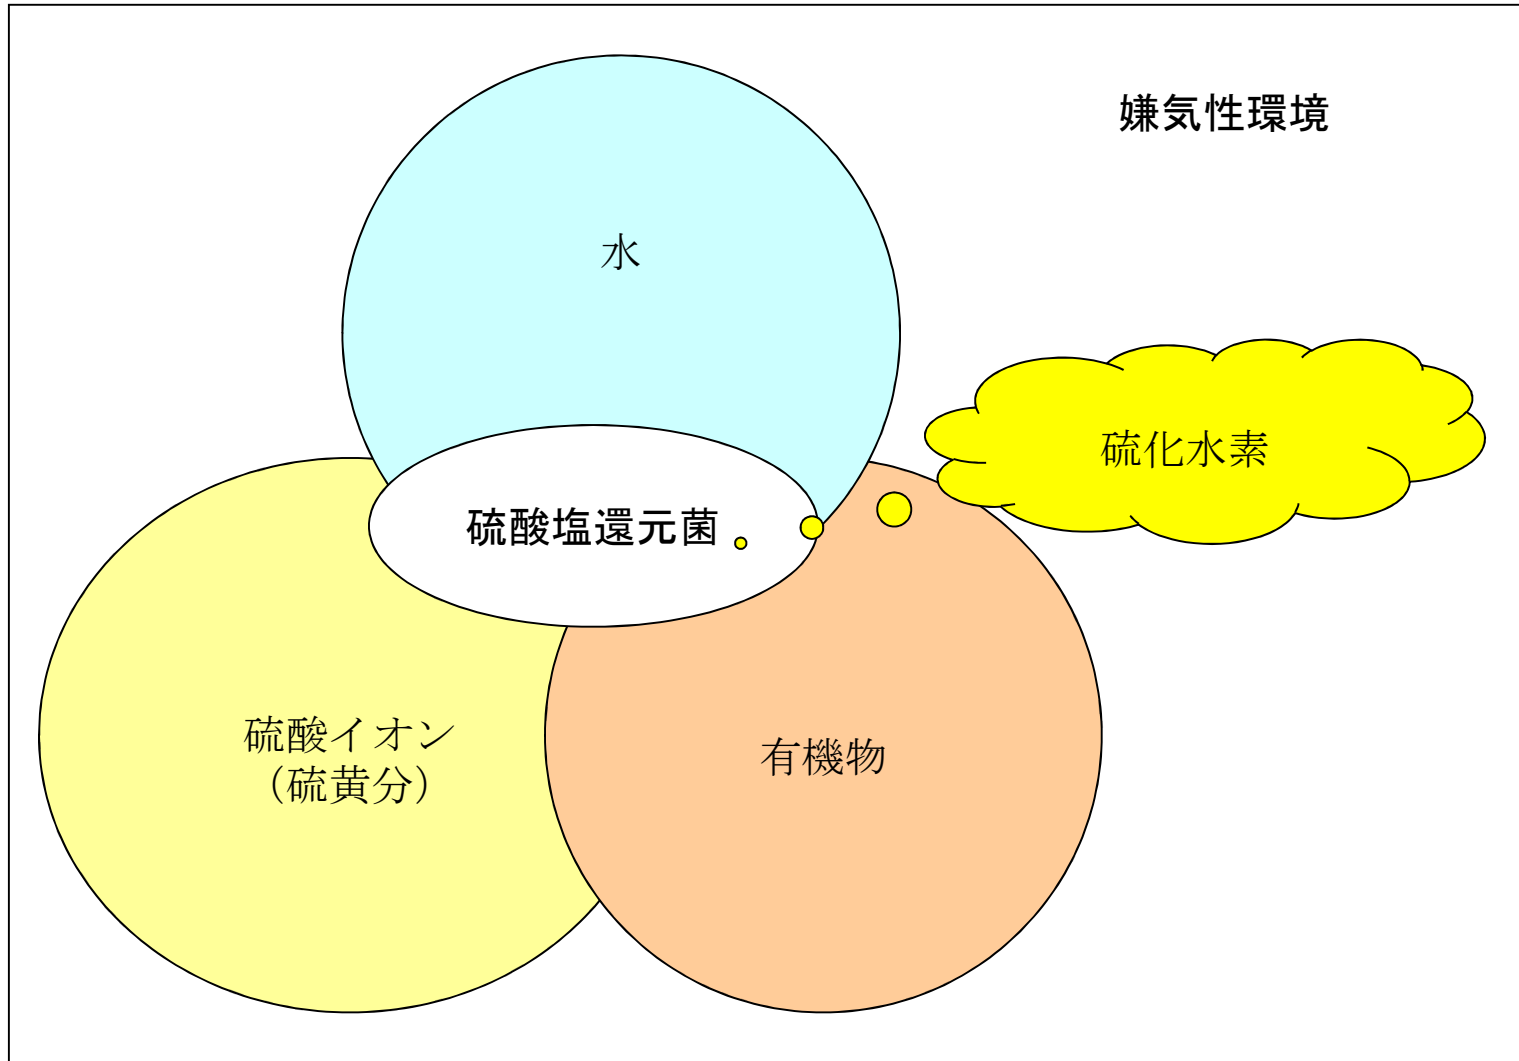 嫌気性環境
水
硫化水素
硫酸塩還元菌
硫酸イオン
（硫黄分）
有機物